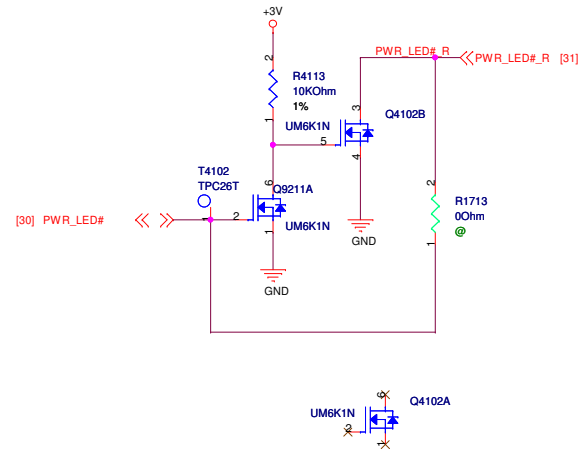 +3V
PWR_LED#_R
PWR_LED#_R [31]
2
R4113
10KOhm
1%
1
3
Q4102B
UM6K1N
5
4
T4102
TPC26T
6
Q9211A
2
R1713
0Ohm
@
1
[30] PWR_LED#
1
2
UM6K1N
1
GND
GND
6
Q4102A
UM6K1N
2
1